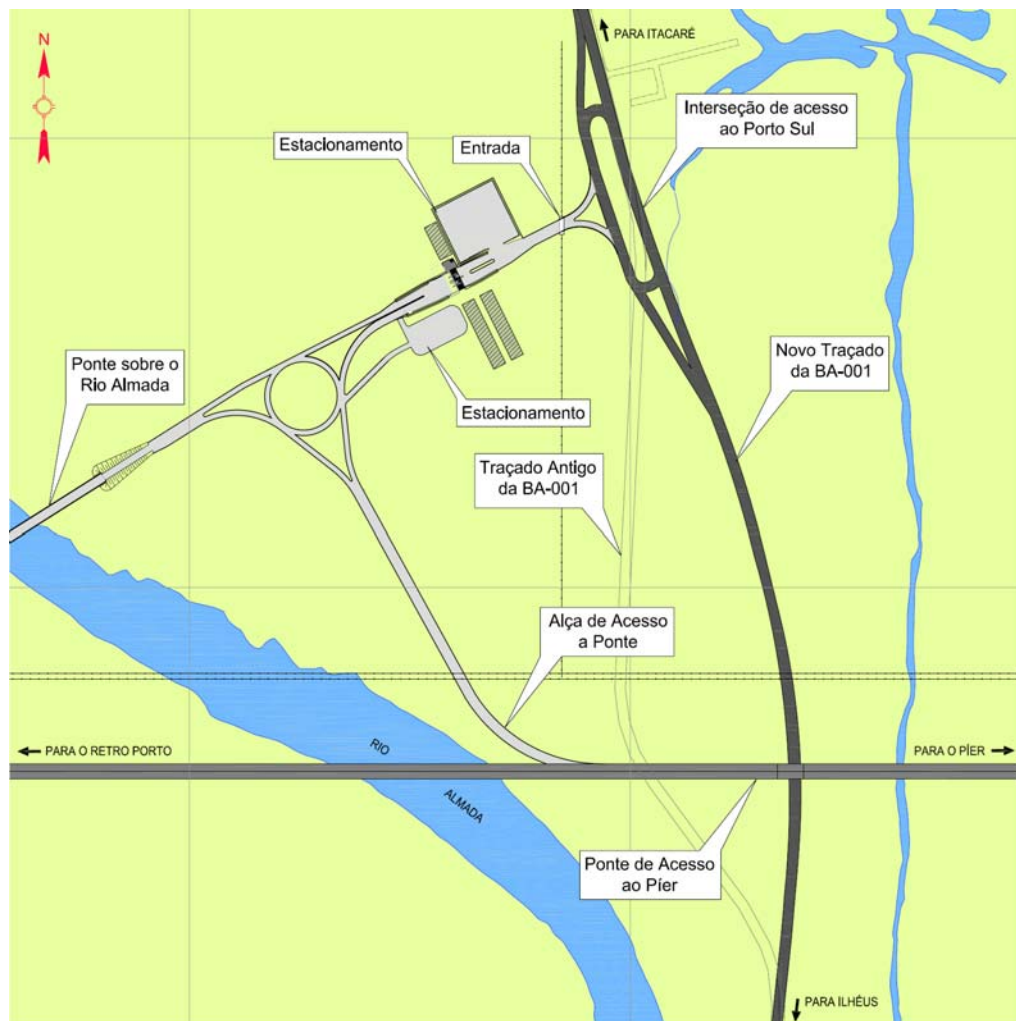 N
PARA ITACARÉ
Interseção de acesso
ao Porto Sul
Estacionamento
Entrada
Ponte sobre o
Rio Almada
Novo Traçado
da BA-001
Estacionamento
Traçado Antigo
da BA-001
Alça de Acesso
a Ponte
PARA O RETRO PORTO
RIO
PARA O PÍER
ALMADA
Ponte de Acesso
ao Píer
PARA ILHÉUS